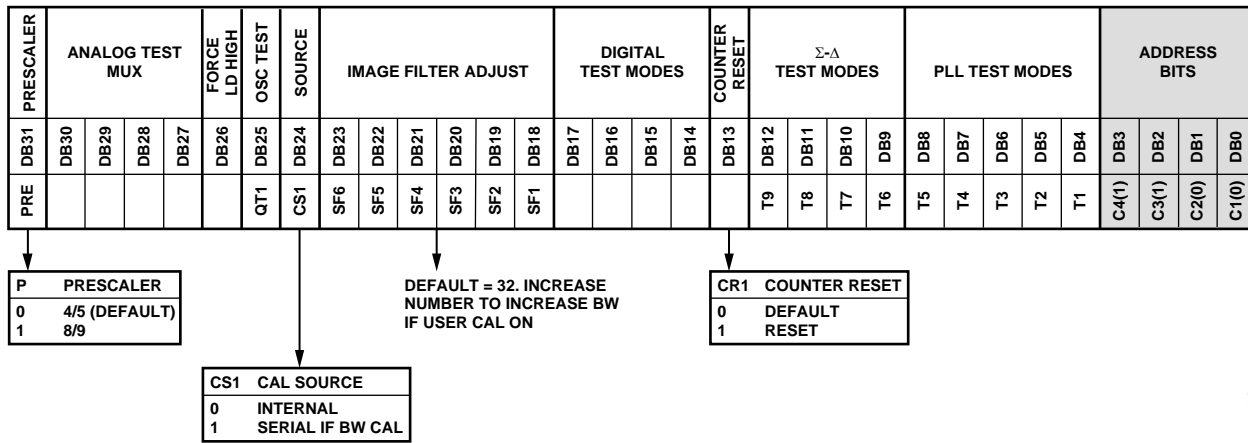 PRESCALER
ANALOG TEST
MUX
FORCE
LD HIGH
OSC TEST
SOURCE
IMAGE FILTER ADJUST
DIGITAL
TEST MODES
COUNTER
RESET
Σ-Δ
TEST MODES
PLL TEST MODES
ADDRESS
BITS
DB31 DB30 DB29 DB28 DB27 DB26 DB25 DB24 DB23 DB22 DB21 DB20 DB19 DB18 DB17 DB16 DB15 DB14 DB13 DB12 DB11 DB10 DB9 DB8 DB7 DB6 DB5 DB4 DB3 DB2 DB1 DB0
PRE QT1 CS1 SF6 SF5 SF4 SF3 SF2 SF1 T9 T8 T7 T6 T5 T4 T3 T2 T1 C4(1) C3(1) C2(0) C1(0)
P PRESCALER
0 4/5 (DEFAULT)
1 8/9
DEFAULT = 32. INCREASE
NUMBER TO INCREASE BW
IF USER CAL ON
CR1 COUNTER RESET
0 DEFAULT
1 RESET
CS1 CAL SOURCE
0 INTERNAL
1 SERIAL IF BW CAL